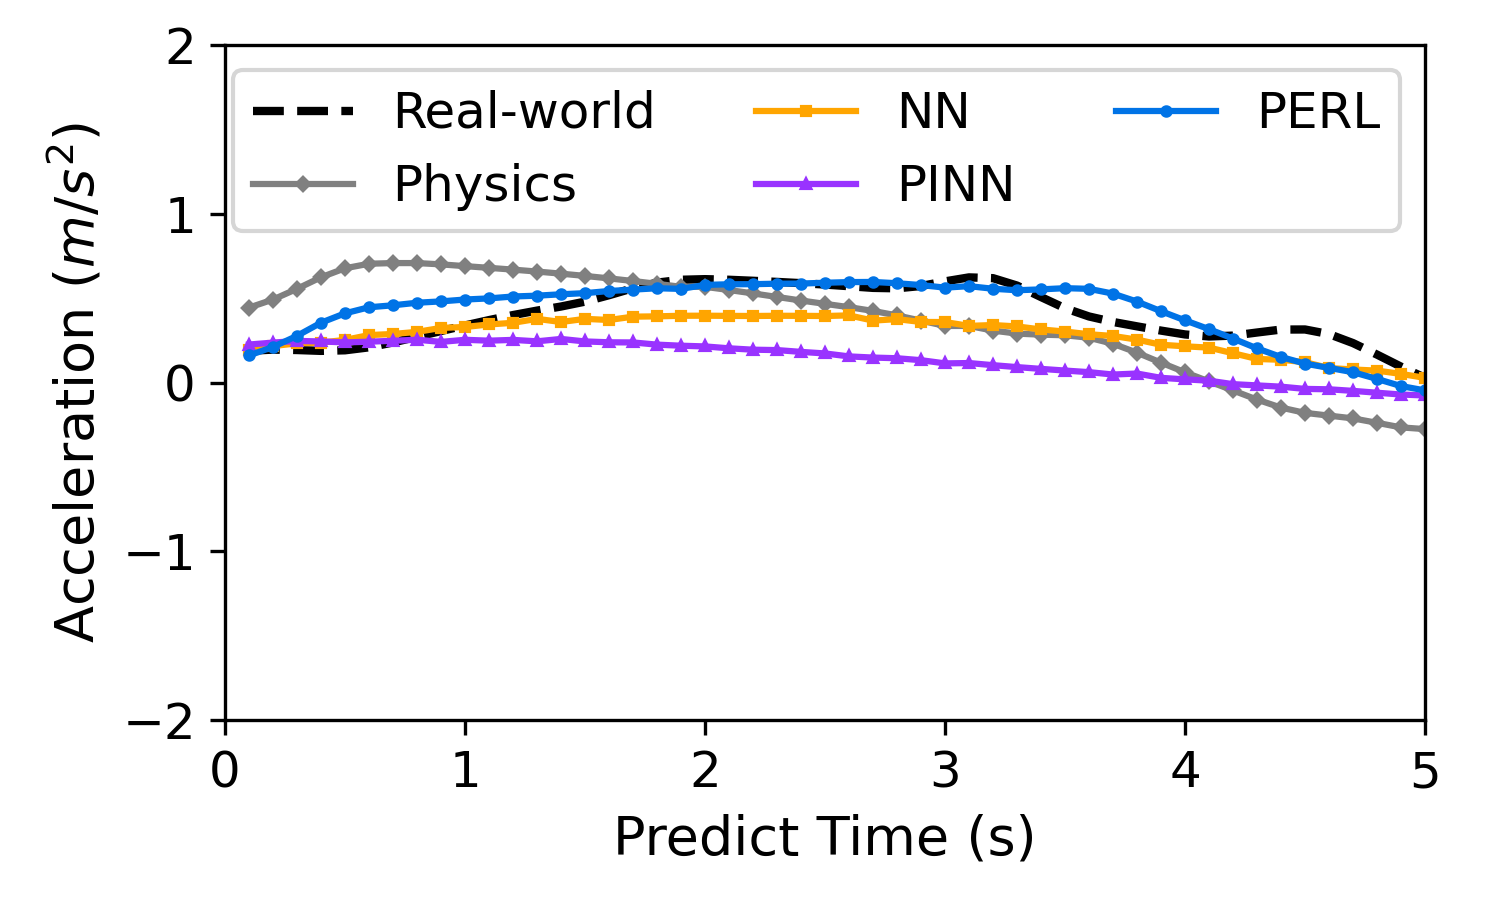 2
1
0
−1
−2
Acceleration (m/s²)
Real-world
Physics
NN
PINN
PERL
0 1 2 3 4 5
Predict Time (s)